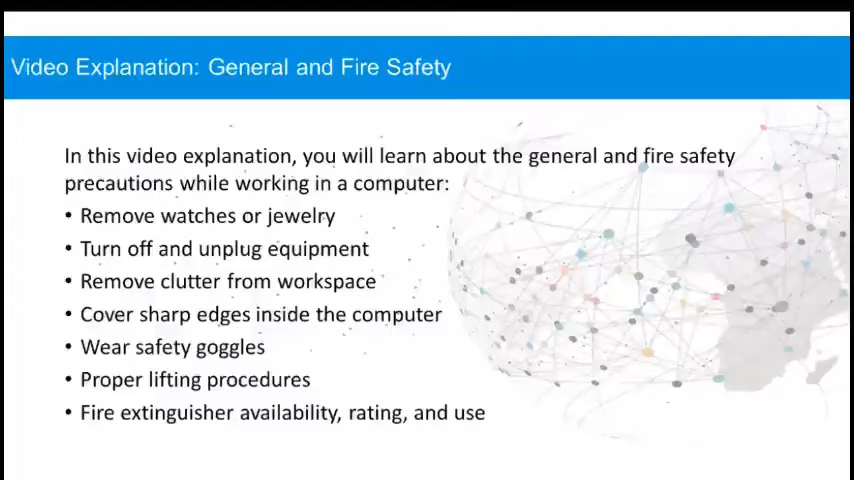 Video Explanation: General and Fire Safety
In this video explanation, you will learn about the general and fire safety
precautions while working in a computer:
• Remove watches or jewelry
• Turn off and unplug equipment
• Remove clutter from workspace
• Cover sharp edges inside the computer
• Wear safety goggles
• Proper lifting procedures
• Fire extinguisher availability, rating, and use